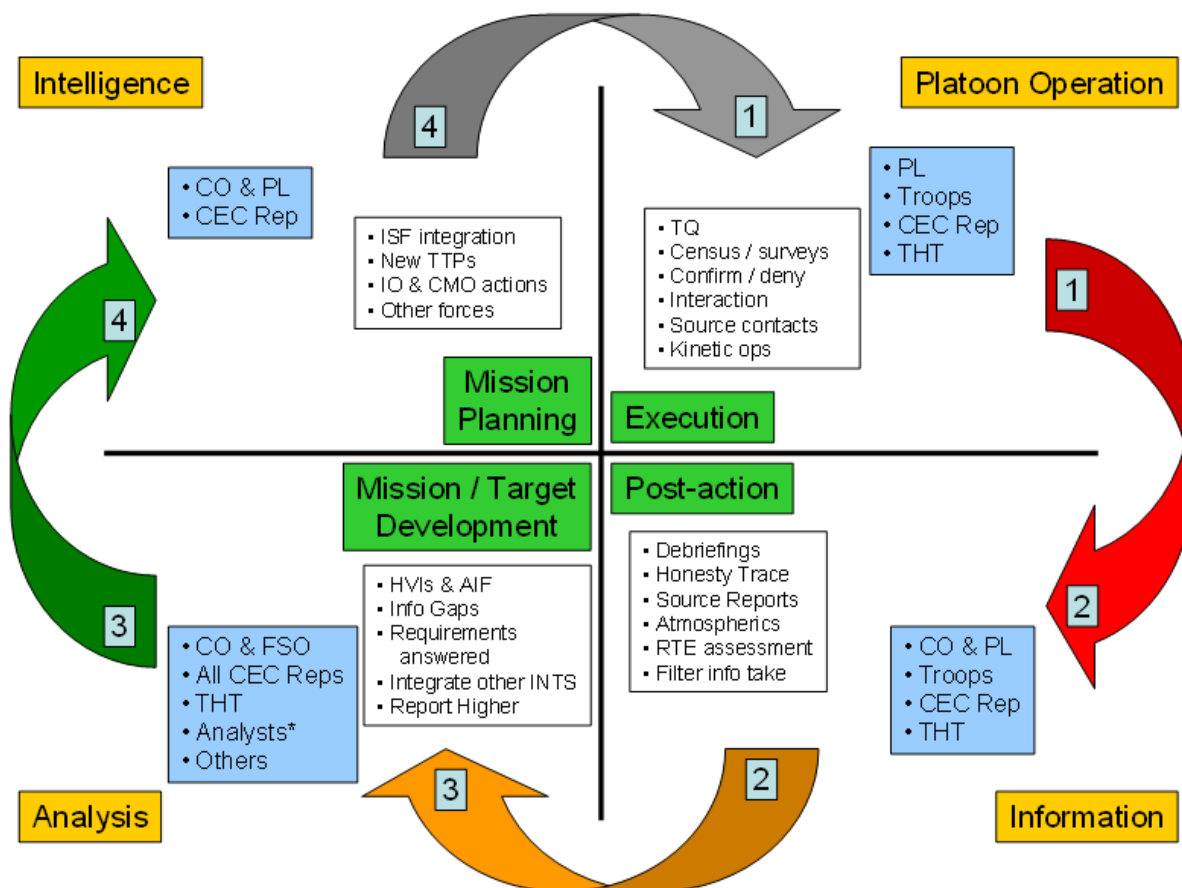 Intelligence
4
1
Platoon Operation
• CO & PL
• CEC Rep
▪ ISF integration
▪ New TTPs
▪ IO & CMO actions
▪ Other forces
▪ TQ
▪ Census / surveys
▪ Confirm / deny
▪ Interaction
▪ Source contacts
▪ Kinetic ops
• PL
• Troops
• CEC Rep
• THT
4
1
Mission
Planning
Execution
Mission / Target
Development
Post-action
3
• CO & FSO
• All CEC Reps
• THT
• Analysts*
• Others
▪ HVIs & AIF
▪ Info Gaps
▪ Requirements
answered
▪ Integrate other INTS
▪ Report Higher
▪ Debriefings
▪ Honesty Trace
▪ Source Reports
▪ Atmospherics
▪ RTE assessment
▪ Filter info take
2
• CO & PL
• Troops
• CEC Rep
• THT
Analysis
3
2
Information